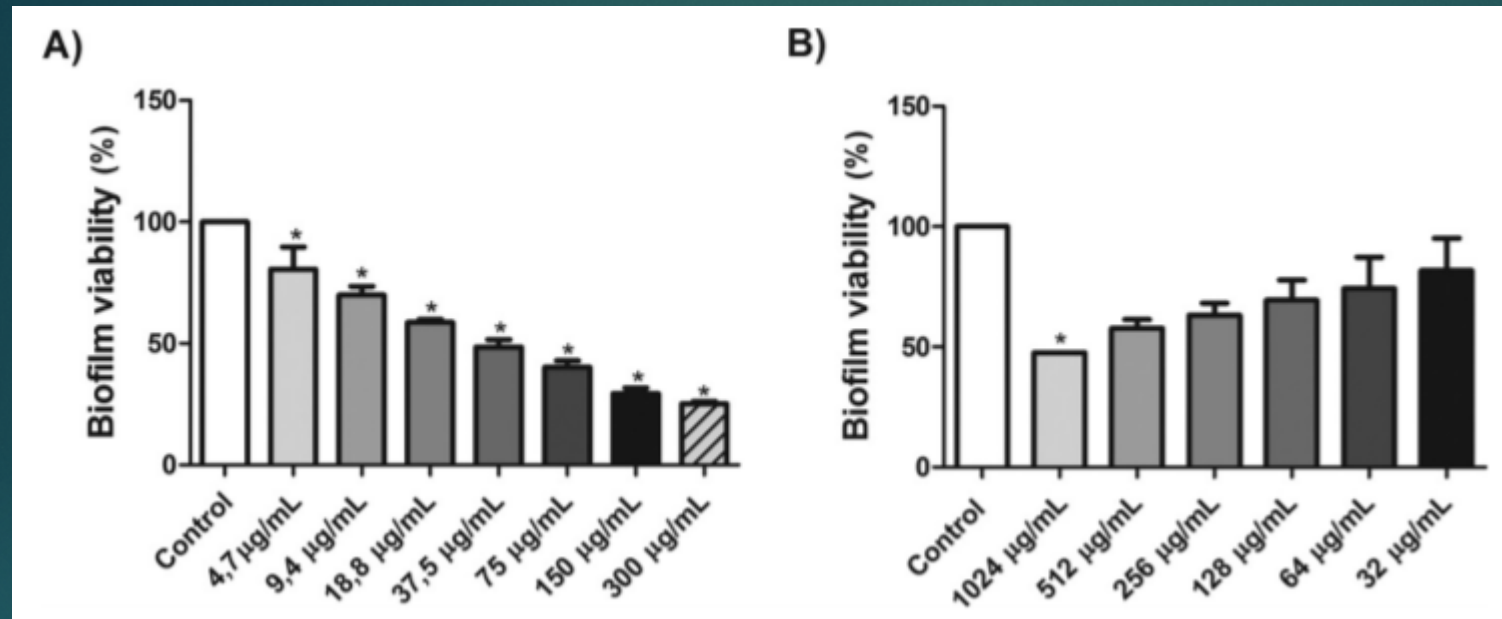 A)
Biofilm viability (%)
150
100
50
0
*
*
*
*
*
*
*
Control
4,7 µg/mL
9,4 µg/mL
18,8 µg/mL
37,5 µg/mL
75 µg/mL
150 µg/mL
300 µg/mL
B)
Biofilm viability (%)
150
100
50
0
*
Control
1024 µg/mL
512 µg/mL
256 µg/mL
128 µg/mL
64 µg/mL
32 µg/mL